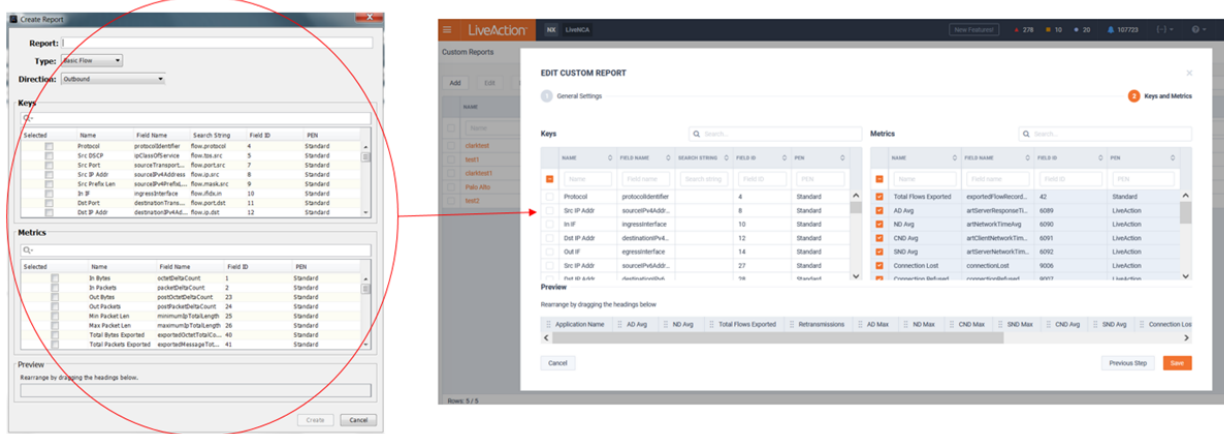 Create Report
Report:
Type: Basic Flow
Direction: Outbound
Keys
Selected Name Field Name Search String Field ID PEN
Protocol protocolIdentifier flow.protocol 4 Standard
Src DSCP ipClassOfService flow.tos.src 5 Standard
Src Port sourceTransport... flow.port.src 7 Standard
Src IP Addr sourceIPv4Address flow.ip.src 8 Standard
Src Prefix Len sourceIPv4PrefixL... flow.mask.src 9 Standard
In IF ingressInterface flow.ifidx.in 10 Standard
Dst Port destinationTrans... flow.port.dst 11 Standard
Dst IP Addr destinationIPv4Ad... flow.ip.dst 12 Standard
Metrics
Selected Name Field Name Field ID PEN
In Bytes octetDeltaCount 1 Standard
In Packets packetDeltaCount 2 Standard
Out Bytes postOctetDeltaCount 23 Standard
Out Packets postPacketDeltaCount 24 Standard
Min Packet Len minimumIpTotalLength 25 Standard
Max Packet Len maximumIpTotalLength 26 Standard
Total Bytes Exported exportedOctetTotalCo... 40 Standard
Total Packets Exported exportedMessageTot... 41 Standard
Preview
Rearrange by dragging the headings below.
Create Cancel
LiveAction NX LiveNCA New Features! 278 10 20 107723
Custom Reports
Add Edit
NAME
Name
clarktest
test1
clarktest1
Palo Alto
test2
Rows: 5 / 5
EDIT CUSTOM REPORT
1 General Settings 2 Keys and Metrics
Keys Search...
NAME FIELD NAME SEARCH STRING FIELD ID PEN
Name Field name Search string Field ID PEN
Protocol protocolIdentifier 4 Standard
Src IP Addr sourceIPv4Addr... 8 Standard
In IF ingressInterface 10 Standard
Dst IP Addr destinationIPv4... 12 Standard
Out IF egressInterface 14 Standard
Src IP Addr sourceIPv6Addr... 27 Standard
Dst IP Addr destinationIPv6... 28 Standard
Metrics Search...
NAME FIELD NAME FIELD ID PEN
Name Field name Field ID PEN
Total Flows Exported exportedFlowRecord... 42 Standard
AD Avg artServerResponseTi... 6089 LiveAction
ND Avg artNetworkTimeAvg 6090 LiveAction
CND Avg artClientNetworkTim... 6091 LiveAction
SND Avg artServerNetworkTim... 6092 LiveAction
Connection Lost connectionLost 9006 LiveAction
Connection Refused connectionRefused 9007 LiveAction
Preview
Rearrange by dragging the headings below
Application Name AD Avg ND Avg Total Flows Exported Retransmissions AD Max ND Max CND Max SND Max CND Avg SND Avg Connection Los
Cancel Previous Step Save